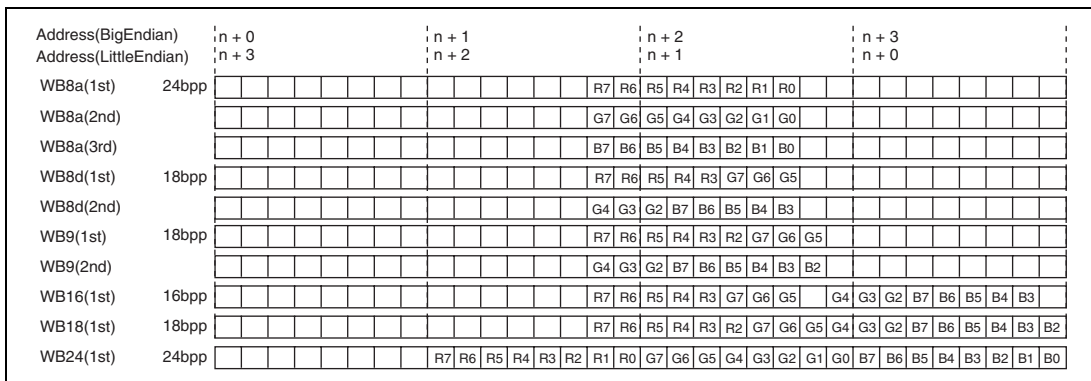 Address(BigEndian) n + 0 n + 1 n + 2 n + 3
Address(LittleEndian) n + 3 n + 2 n + 1 n + 0
WB8a(1st) 24bpp R7 R6 R5 R4 R3 R2 R1 R0
WB8a(2nd) G7 G6 G5 G4 G3 G2 G1 G0
WB8a(3rd) B7 B6 B5 B4 B3 B2 B1 B0
WB8d(1st) 18bpp R7 R6 R5 R4 R3 G7 G6 G5
WB8d(2nd) G4 G3 G2 B7 B6 B5 B4 B3
WB9(1st) 18bpp R7 R6 R5 R4 R3 R2 G7 G6 G5
WB9(2nd) G4 G3 G2 B7 B6 B5 B4 B3 B2
WB16(1st) 16bpp R7 R6 R5 R4 R3 G7 G6 G5 G4 G3 G2 B7 B6 B5 B4 B3
WB18(1st) 18bpp R7 R6 R5 R4 R3 R2 G7 G6 G5 G4 G3 G2 B7 B6 B5 B4 B3 B2
WB24(1st) 24bpp R7 R6 R5 R4 R3 R2 R1 R0 G7 G6 G5 G4 G3 G2 G1 G0 B7 B6 B5 B4 B3 B2 B1 B0